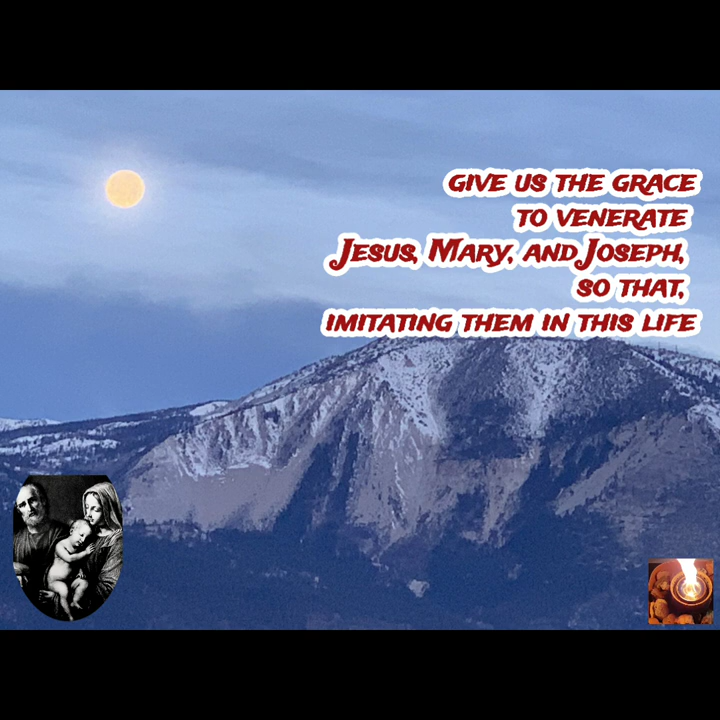 GIVE US THE GRACE
TO VENERATE
JESUS, MARY, AND JOSEPH,
SO THAT,
IMITATING THEM IN THIS LIFE